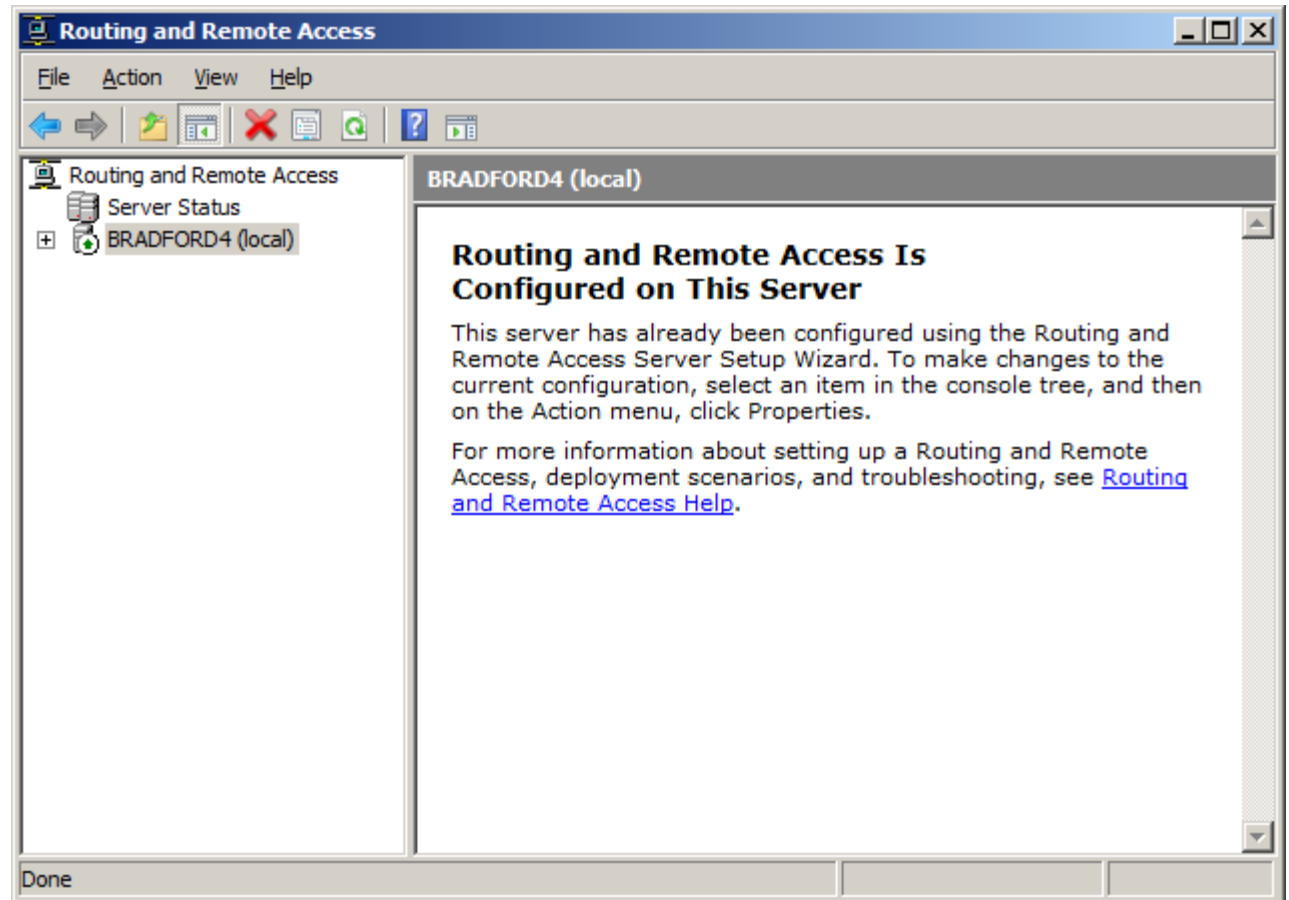 Routing and Remote Access
File Action View Help
Routing and Remote Access
Server Status
BRADFORD4 (local)
BRADFORD4 (local)
Routing and Remote Access Is
Configured on This Server
This server has already been configured using the Routing and
Remote Access Server Setup Wizard. To make changes to the
current configuration, select an item in the console tree, and then
on the Action menu, click Properties.
For more information about setting up a Routing and Remote
Access, deployment scenarios, and troubleshooting, see Routing
and Remote Access Help.
Done